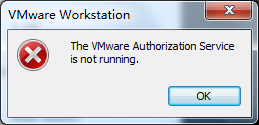 VMware Workstation
The VMware Authorization Service
is not running.
OK